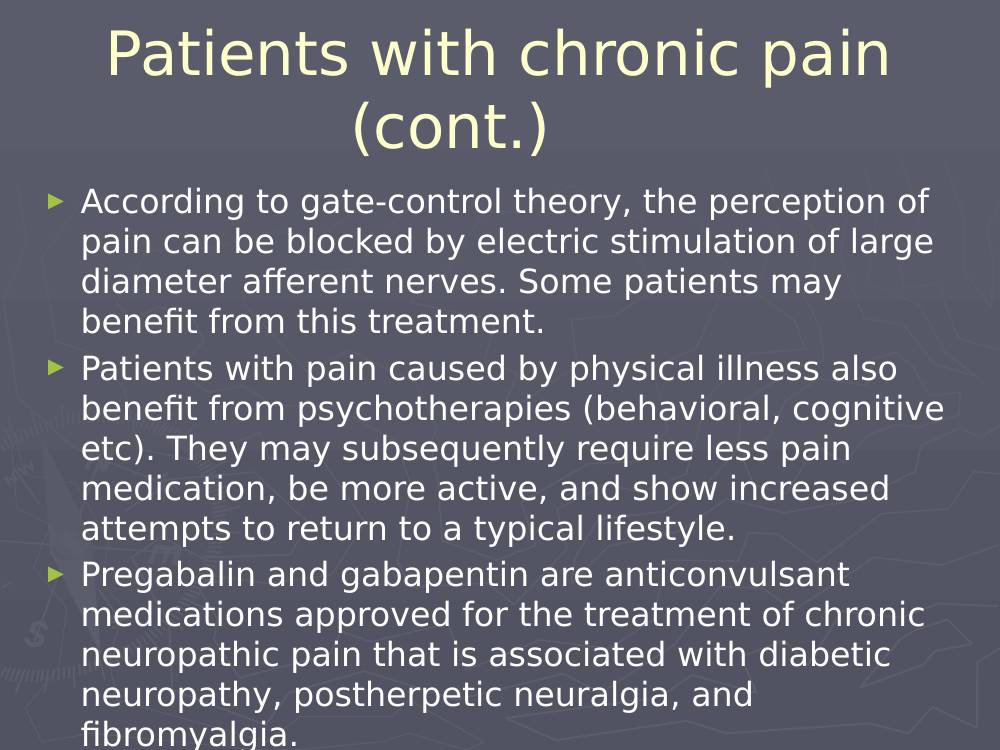 Patients with chronic pain
(cont.)
► According to gate-control theory, the perception of
pain can be blocked by electric stimulation of large
diameter afferent nerves. Some patients may
benefit from this treatment.
► Patients with pain caused by physical illness also
benefit from psychotherapies (behavioral, cognitive
etc). They may subsequently require less pain
medication, be more active, and show increased
attempts to return to a typical lifestyle.
► Pregabalin and gabapentin are anticonvulsant
medications approved for the treatment of chronic
neuropathic pain that is associated with diabetic
neuropathy, postherpetic neuralgia, and
fibromyalgia.
NW
N
S